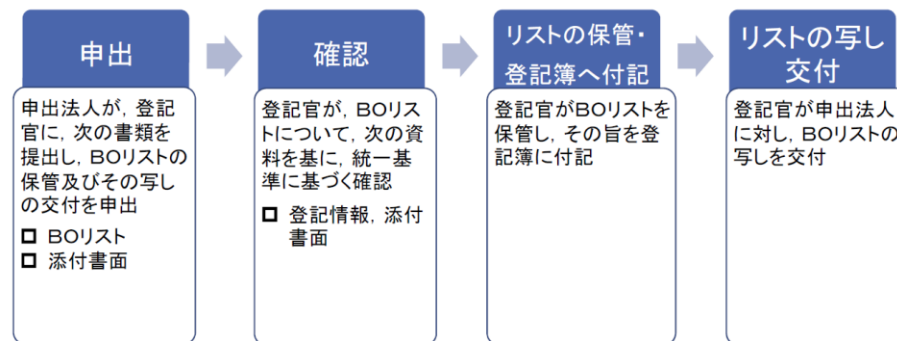 申出
申出法人が，登記
官に，次の書類を
提出し，BOリストの
保管及びその写し
の交付を申出
□ BOリスト
□ 添付書面
確認
登記官が，BOリス
トについて，次の資
料を基に，統一基
準に基づく確認
□ 登記情報，添付
書面
リストの保管・
登記簿へ付記
登記官がBOリストを
保管し，その旨を登
記簿に付記
リストの写し
交付
登記官が申出法人
に対し，BOリストの
写しを交付